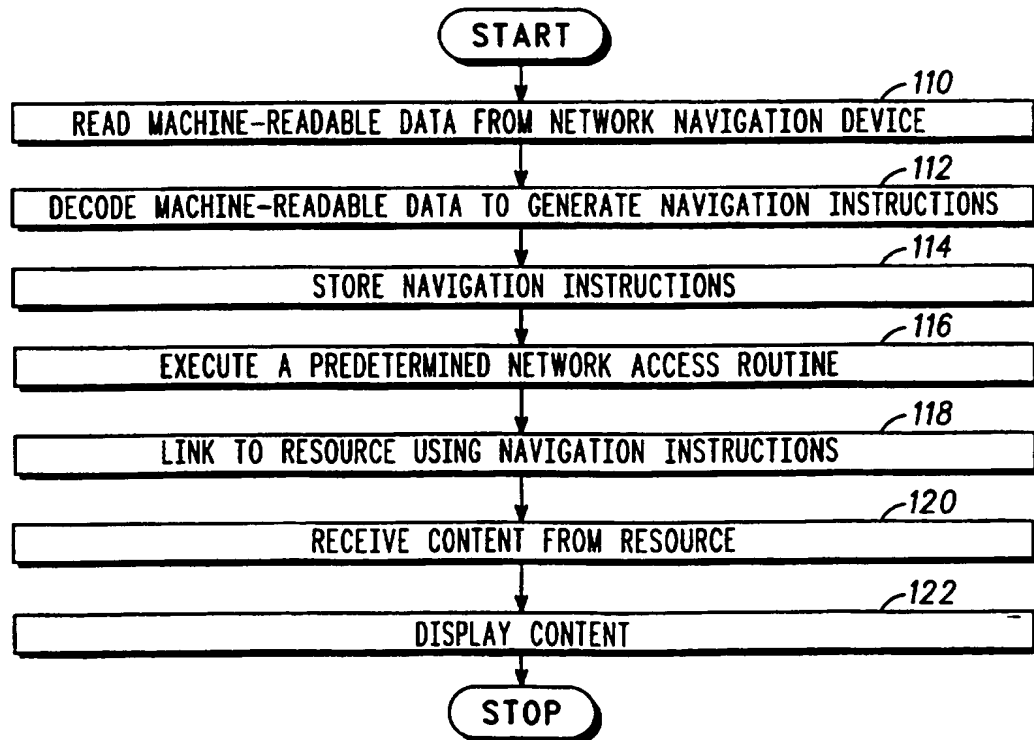 START
110
READ MACHINE-READABLE DATA FROM NETWORK NAVIGATION DEVICE
112
DECODE MACHINE-READABLE DATA TO GENERATE NAVIGATION INSTRUCTIONS
114
STORE NAVIGATION INSTRUCTIONS
116
EXECUTE A PREDETERMINED NETWORK ACCESS ROUTINE
118
LINK TO RESOURCE USING NAVIGATION INSTRUCTIONS
120
RECEIVE CONTENT FROM RESOURCE
122
DISPLAY CONTENT
STOP